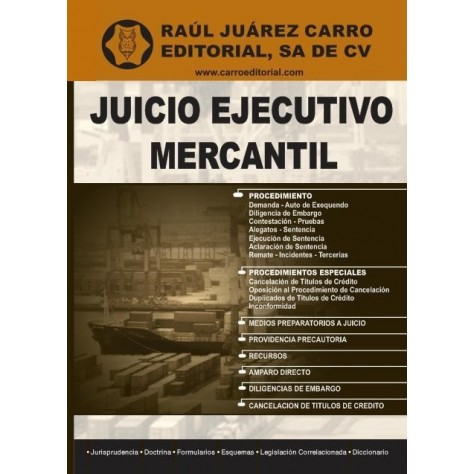 RAÚL JUÁREZ CARRO
EDITORIAL, SA DE CV
www.carroeditorial.com
JUICIO EJECUTIVO
MERCANTIL
PROCEDIMIENTO
Demanda - Auto de Exequendo
Diligencia de Embargo
Contestación - Pruebas
Alegatos - Sentencia
Ejecución de Sentencia
Aclaración de Sentencia
Remate - Incidentes - Tercerias
PROCEDIMIENTOS ESPECIALES
Cancelación de Titulos de Crédito
Oposición al Procedimiento de Cancelación
Duplicados de Titulos de Crédito
Inconformidad
MEDIOS PREPARATORIOS A JUICIO
PROVIDENCIA PRECAUTORIA
RECURSOS
AMPARO DIRECTO
DILIGENCIAS DE EMBARGO
CANCELACION DE TITULOS DE CREDITO
• Jurisprudencia • Doctrina • Formularios • Esquemas • Legislación Correlacionada • Diccionario